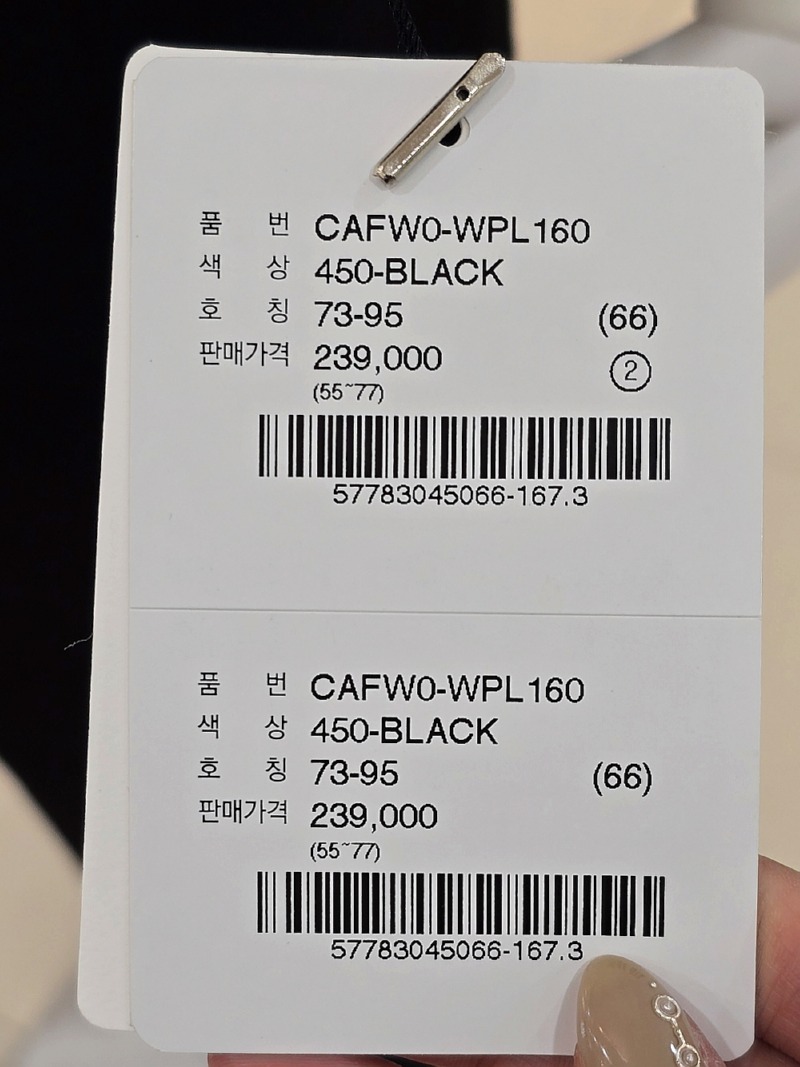 품 번 CAFW0-WPL160
색 상 450-BLACK
호 칭 73-95 (66)
판매가격 239,000 ②
(55~77)
57783045066-167.3
품 번 CAFW0-WPL160
색 상 450-BLACK
호 칭 73-95 (66)
판매가격 239,000
(55~77)
57783045066-167.3